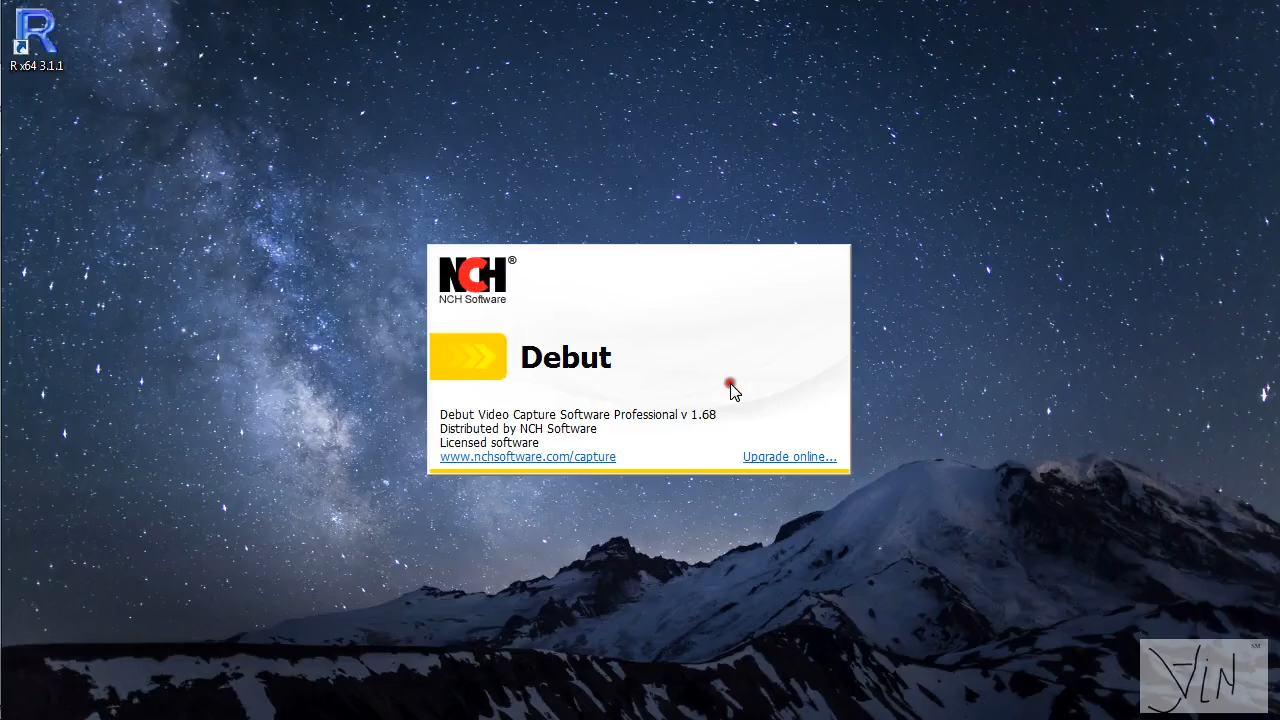 R x64 3.1.1
NCH®
NCH Software
Debut
Debut Video Capture Software Professional v 1.68
Distributed by NCH Software
Licensed software
www.nchsoftware.com/capture
Upgrade online...
SM